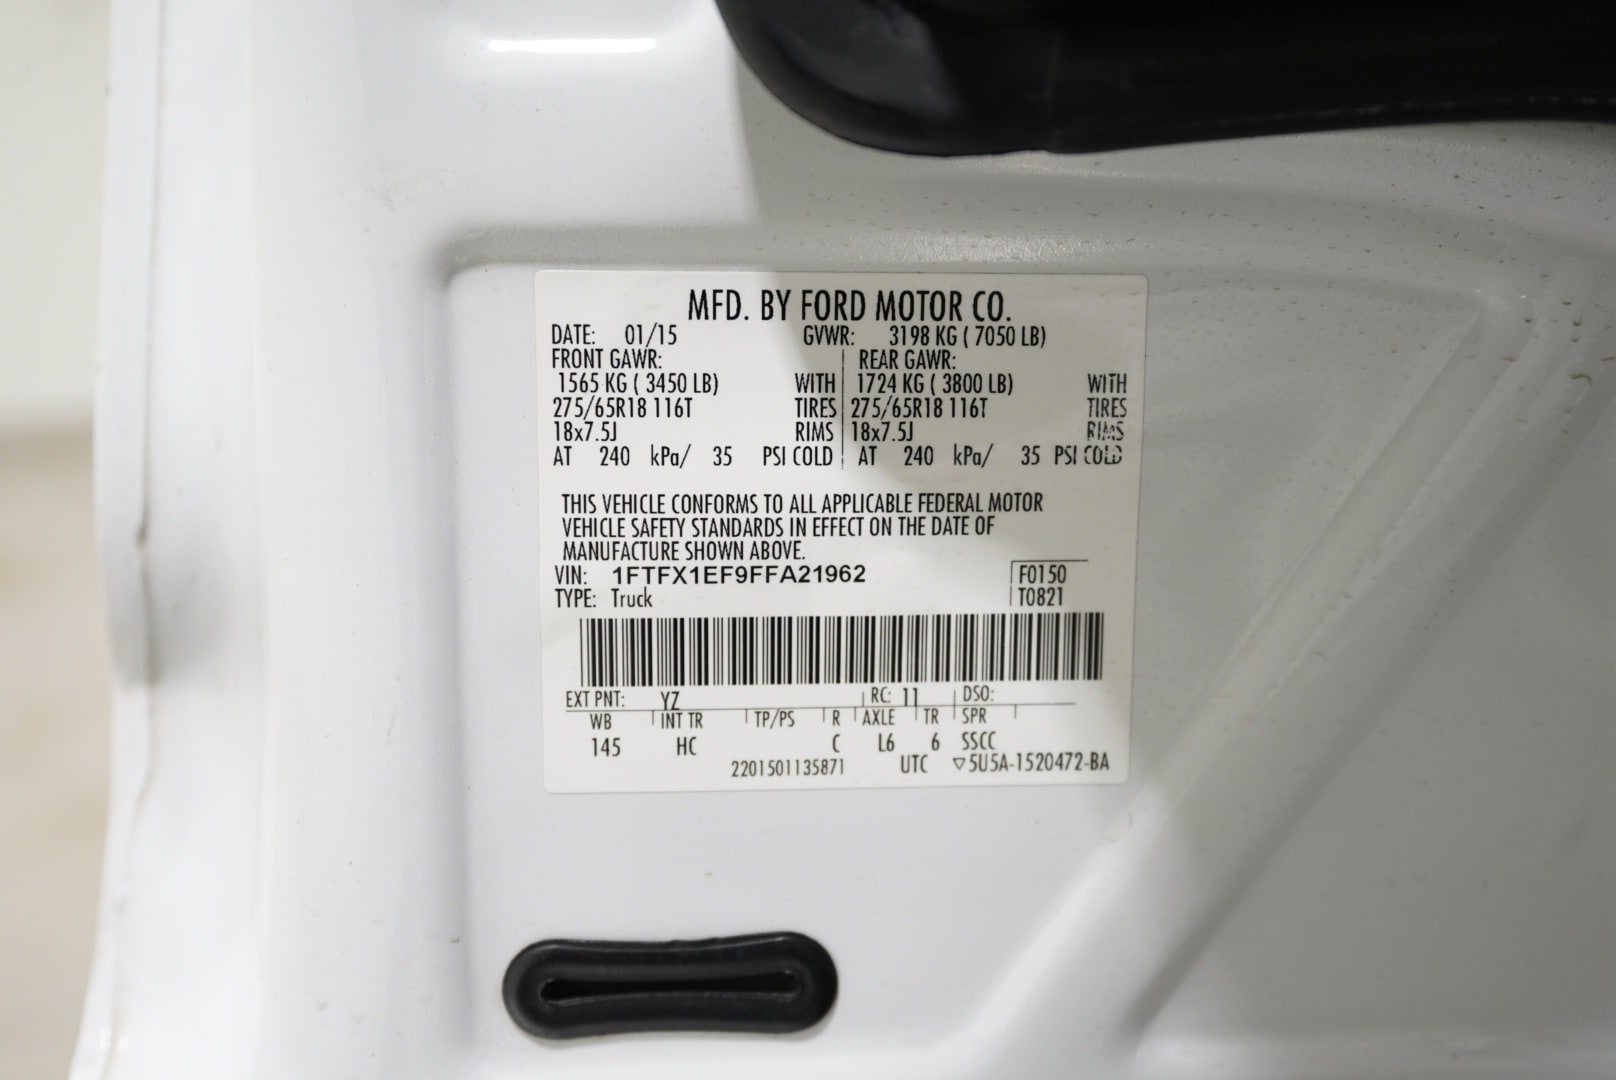 MFD. BY FORD MOTOR CO.
DATE: 01/15 GVWR: 3198 KG ( 7050 LB)
FRONT GAWR: REAR GAWR:
1565 KG ( 3450 LB) WITH 1724 KG ( 3800 LB) WITH
275/65R18 116T TIRES 275/65R18 116T TIRES
18x7.5J RIMS 18x7.5J RIMS
AT 240 kPa/ 35 PSI COLD AT 240 kPa/ 35 PSI COLD
THIS VEHICLE CONFORMS TO ALL APPLICABLE FEDERAL MOTOR
VEHICLE SAFETY STANDARDS IN EFFECT ON THE DATE OF
MANUFACTURE SHOWN ABOVE.
VIN: 1FTFX1EF9FFA21962 F0150
TYPE: Truck T0821
EXT PNT: YZ RC: 11 DSO:
WB INT TR TP/PS R AXLE TR SPR
145 HC C L6 6 SSCC
2201501135871 UTC ▽5U5A-1520472-BA